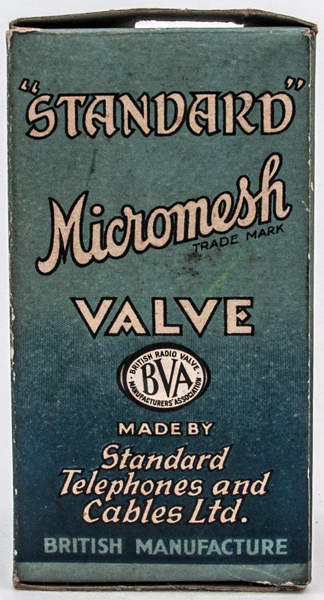 "STANDARD"
Micromesh
TRADE MARK
VALVE
BRITISH RADIO VALVE
BVA
MANUFACTURERS' ASSOCIATION
MADE BY
Standard
Telephones and
Cables Ltd.
BRITISH MANUFACTURE